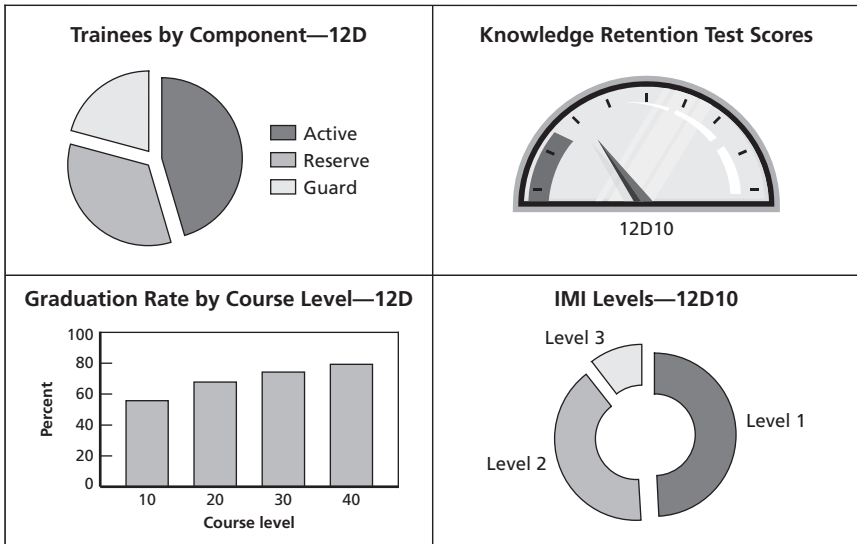 Trainees by Component—12D
Active
Reserve
Guard
Knowledge Retention Test Scores
12D10
Graduation Rate by Course Level—12D
Percent
100
80
60
40
20
0
10 20 30 40
Course level
IMI Levels—12D10
Level 3
Level 1
Level 2